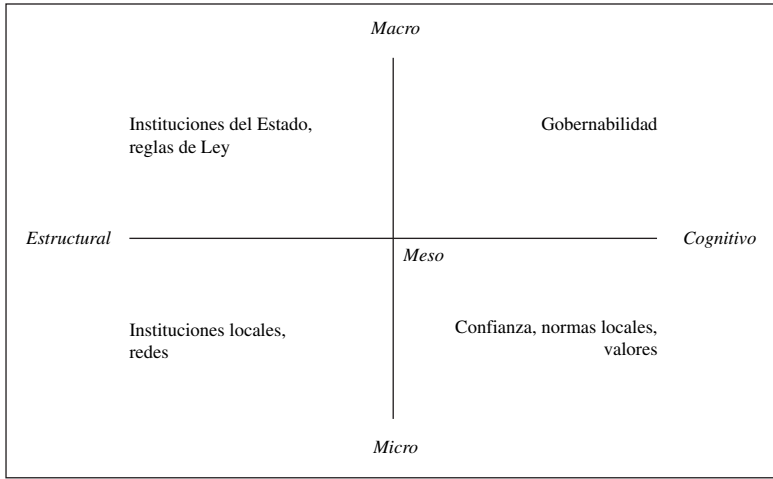 Macro
Instituciones del Estado,
reglas de Ley
Gobernabilidad
Estructural
Cognitivo
Meso
Instituciones locales,
redes
Confianza, normas locales,
valores
Micro